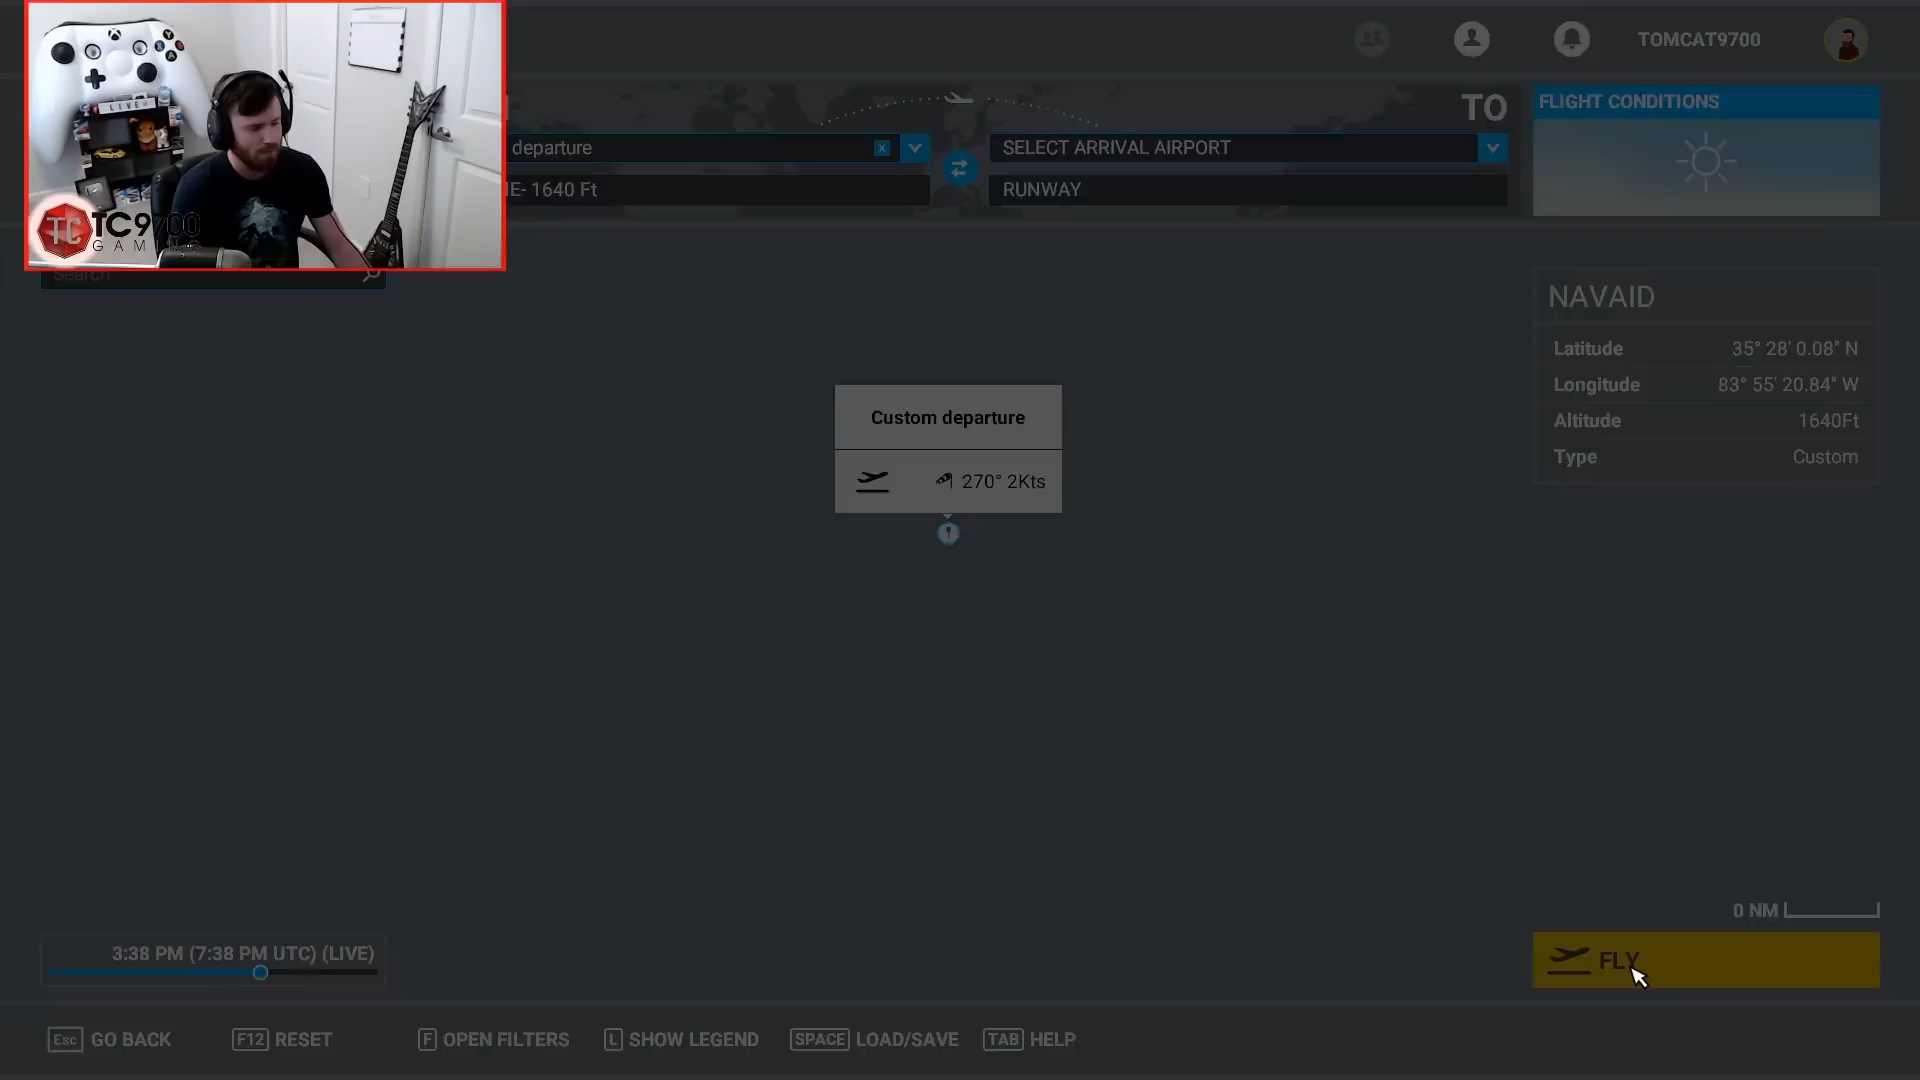 TOMCAT9700
TO
FLIGHT CONDITIONS
departure
x
SELECT ARRIVAL AIRPORT
E- 1640 Ft
RUNWAY
LIVE
X
Y
B
A
TC
TC9700
GAMING
Search
NAVAID
Latitude 35° 28' 0.08" N
Longitude 83° 55' 20.84" W
Altitude 1640Ft
Type Custom
Custom departure
270° 2Kts
0 NM
3:38 PM (7:38 PM UTC) (LIVE)
FLY
Esc GO BACK
F12 RESET
F OPEN FILTERS
L SHOW LEGEND
SPACE LOAD/SAVE
TAB HELP